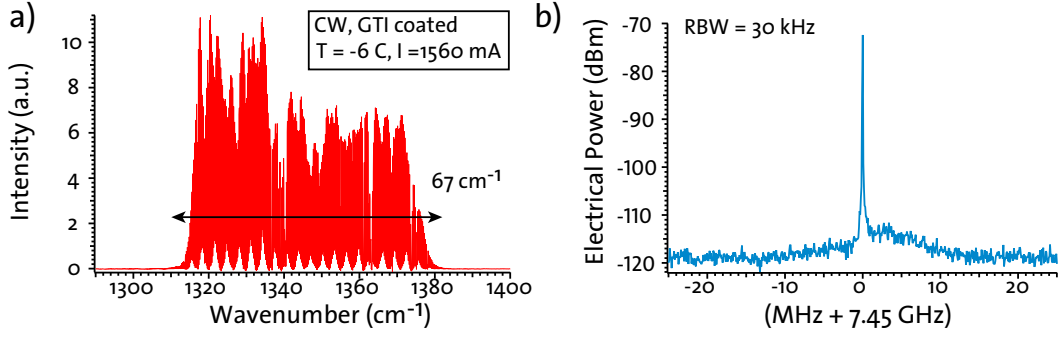 a)
CW, GTI coated
T = -6 C, I =1560 mA
Intensity (a.u.)
10
8
6
4
2
0
67 cm⁻¹
1300 1320 1340 1360 1380 1400
Wavenumber (cm⁻¹)
b)
RBW = 30 kHz
Electrical Power (dBm)
-70
-80
-90
-100
-110
-120
-20 -10 0 10 20
(MHz + 7.45 GHz)